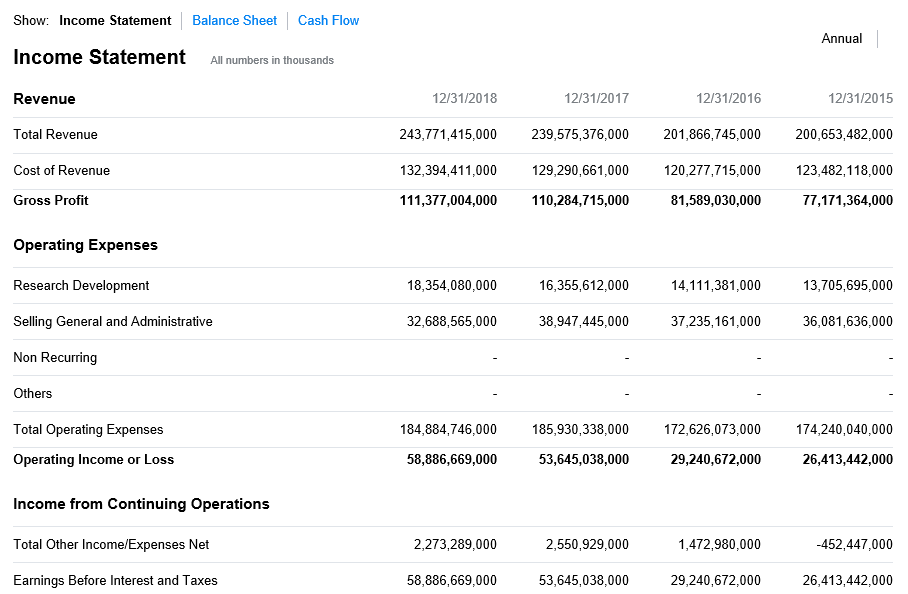 Show: Income Statement Balance Sheet Cash Flow
Annual
Income Statement All numbers in thousands
Revenue 12/31/2018 12/31/2017 12/31/2016 12/31/2015
Total Revenue 243,771,415,000 239,575,376,000 201,866,745,000 200,653,482,000
Cost of Revenue 132,394,411,000 129,290,661,000 120,277,715,000 123,482,118,000
Gross Profit 111,377,004,000 110,284,715,000 81,589,030,000 77,171,364,000
Operating Expenses
Research Development 18,354,080,000 16,355,612,000 14,111,381,000 13,705,695,000
Selling General and Administrative 32,688,565,000 38,947,445,000 37,235,161,000 36,081,636,000
Non Recurring - - - -
Others - - - -
Total Operating Expenses 184,884,746,000 185,930,338,000 172,626,073,000 174,240,040,000
Operating Income or Loss 58,886,669,000 53,645,038,000 29,240,672,000 26,413,442,000
Income from Continuing Operations
Total Other Income/Expenses Net 2,273,289,000 2,550,929,000 1,472,980,000 -452,447,000
Earnings Before Interest and Taxes 58,886,669,000 53,645,038,000 29,240,672,000 26,413,442,000